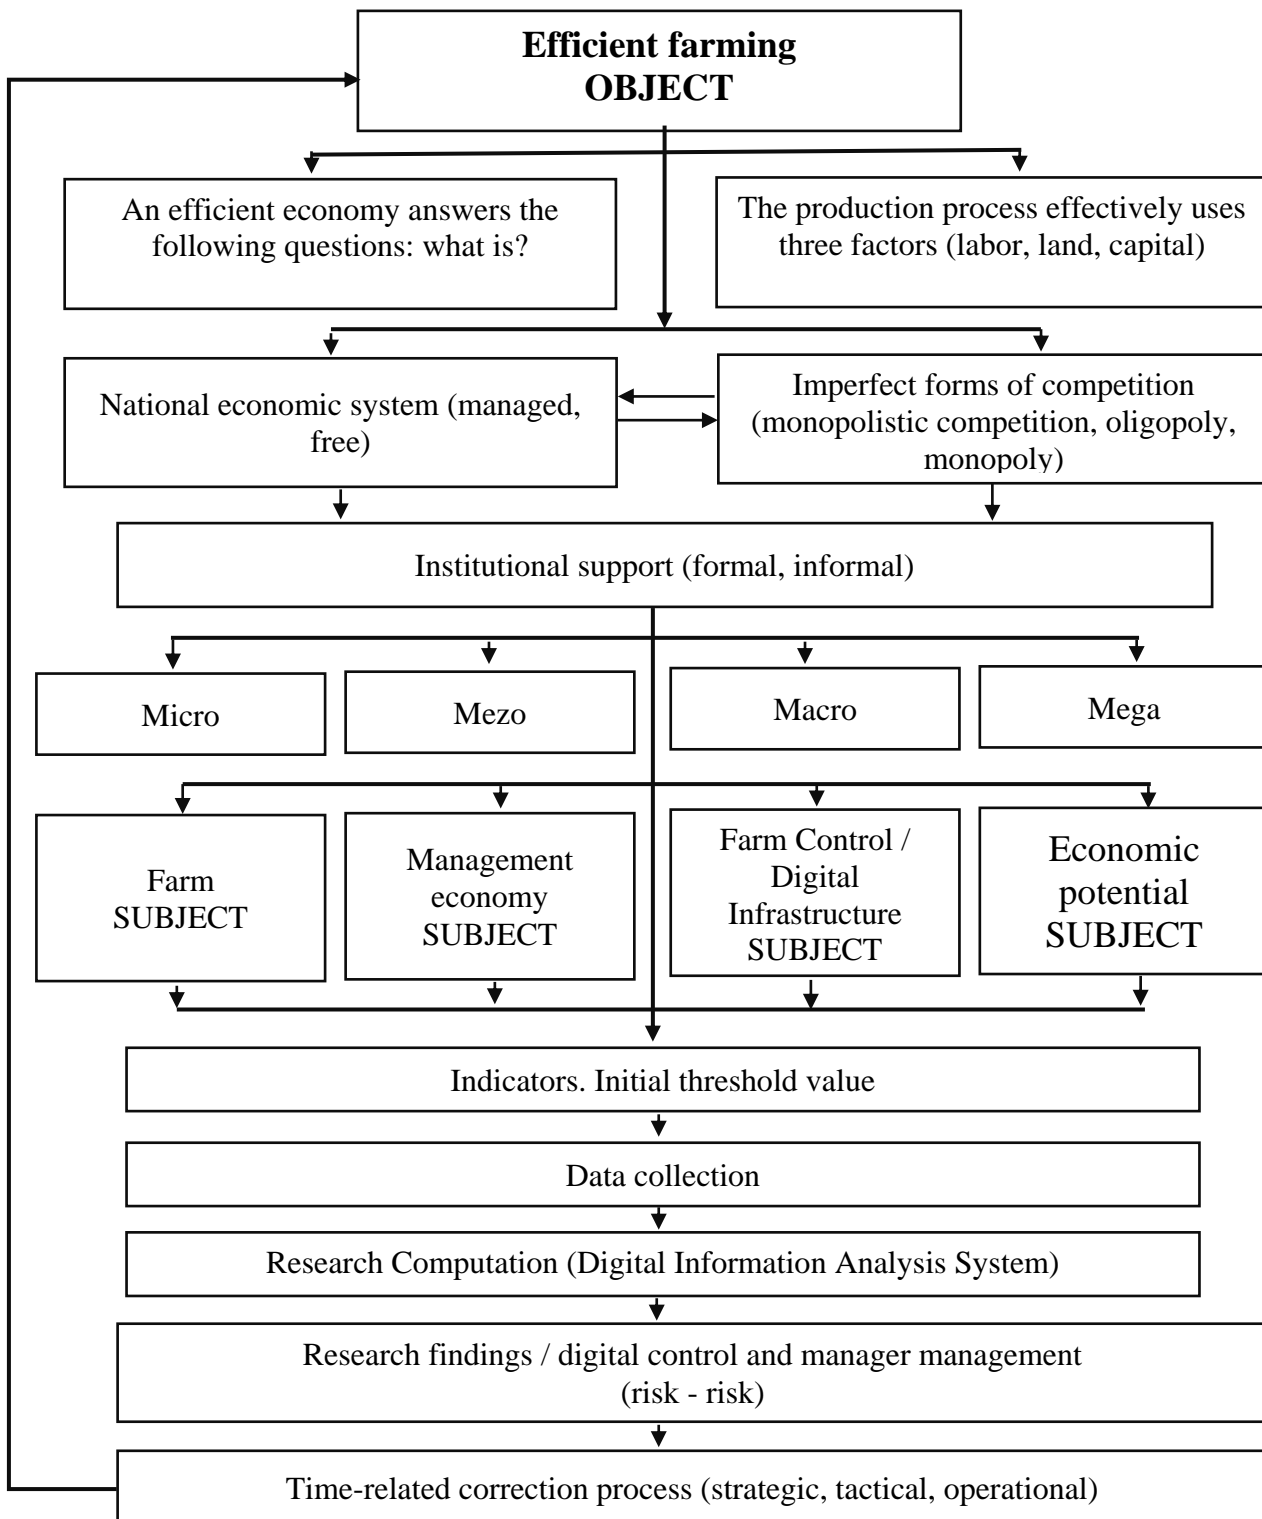 Efficient farming
OBJECT
An efficient economy answers the
following questions: what is?
The production process effectively uses
three factors (labor, land, capital)
National economic system (managed,
free)
Imperfect forms of competition
(monopolistic competition, oligopoly,
monopoly)
Institutional support (formal, informal)
Micro
Mezo
Macro
Mega
Farm
SUBJECT
Management
economy
SUBJECT
Farm Control /
Digital
Infrastructure
SUBJECT
Economic
potential
SUBJECT
Indicators. Initial threshold value
Data collection
Research Computation (Digital Information Analysis System)
Research findings / digital control and manager management
(risk - risk)
Time-related correction process (strategic, tactical, operational)